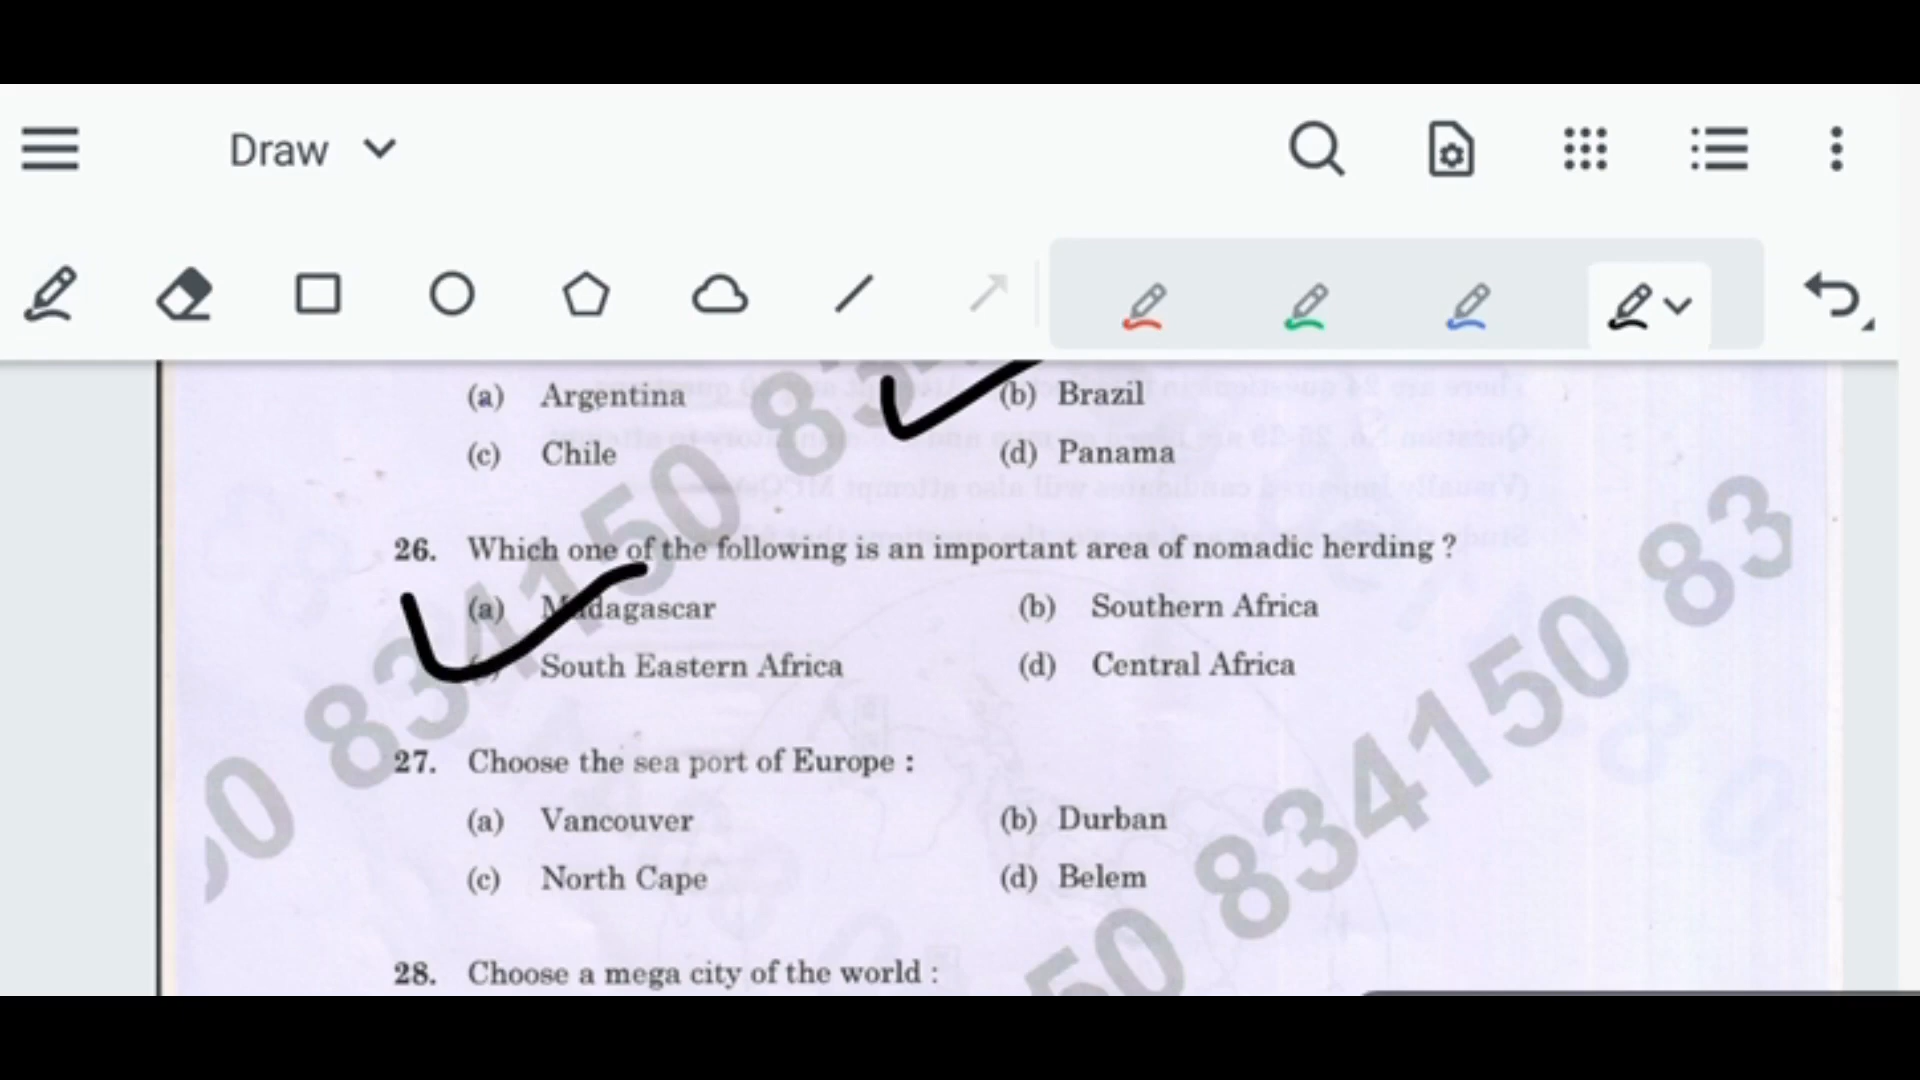 Draw
(a) Argentina (b) Brazil
(c) Chile (d) Panama
26. Which one of the following is an important area of nomadic herding ?
(a) Madagascar (b) Southern Africa
South Eastern Africa (d) Central Africa
27. Choose the sea port of Europe :
(a) Vancouver (b) Durban
(c) North Cape (d) Belem
28. Choose a mega city of the world :
834150
834150